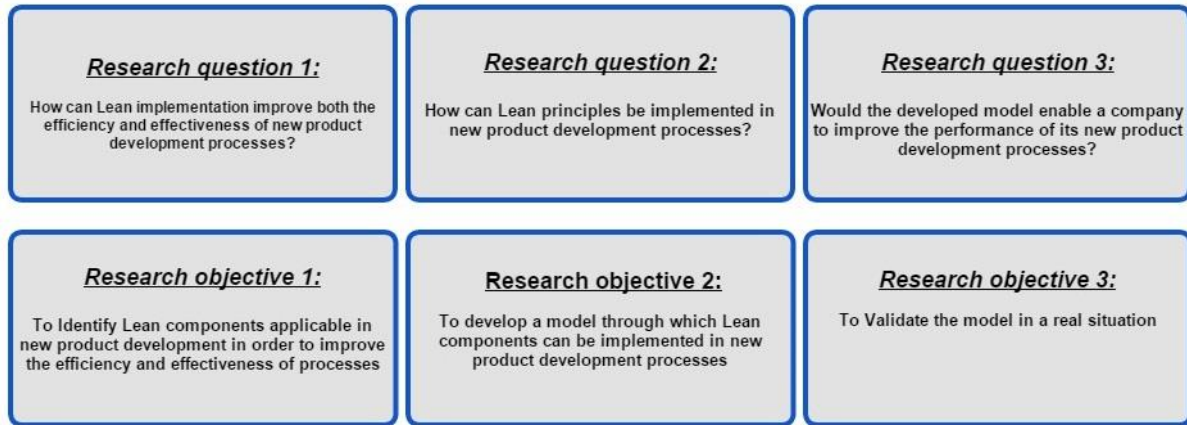 Research question 1:
How can Lean implementation improve both the
efficiency and effectiveness of new product
development processes?
Research question 2:
How can Lean principles be implemented in
new product development processes?
Research question 3:
Would the developed model enable a company
to improve the performance of its new product
development processes?
Research objective 1:
To Identify Lean components applicable in
new product development in order to improve
the efficiency and effectiveness of processes
Research objective 2:
To develop a model through which Lean
components can be implemented in new
product development processes
Research objective 3:
To Validate the model in a real situation